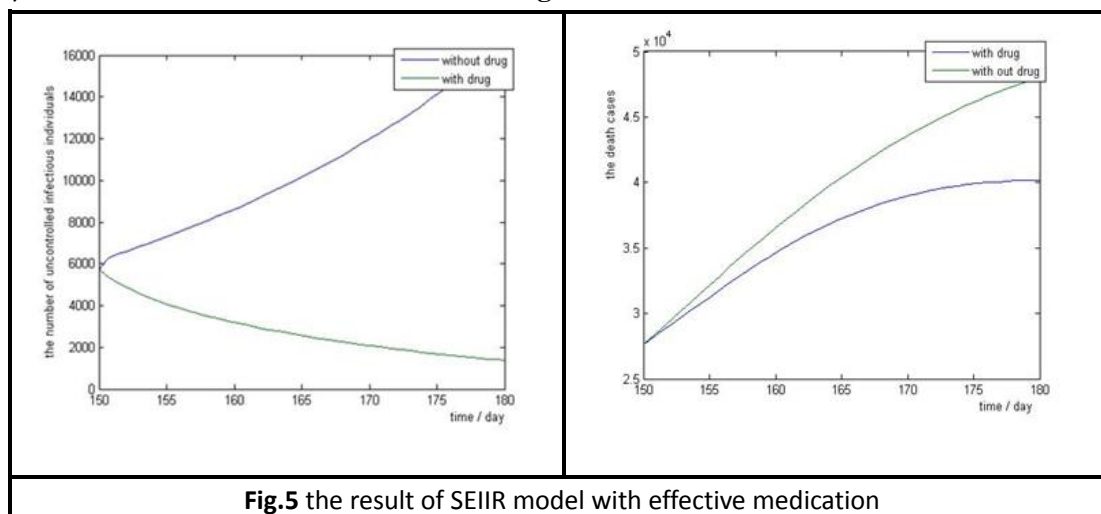 without drug
with drug
16000
14000
12000
10000
8000
6000
4000
2000
0
the number of uncontrolled infectious individuals
150 155 160 165 170 175 180
time / day
x 10^4
with drug
with out drug
5
4.5
4
3.5
3
2.5
the death cases
150 155 160 165 170 175 180
time / day
Fig.5 the result of SEIIR model with effective medication